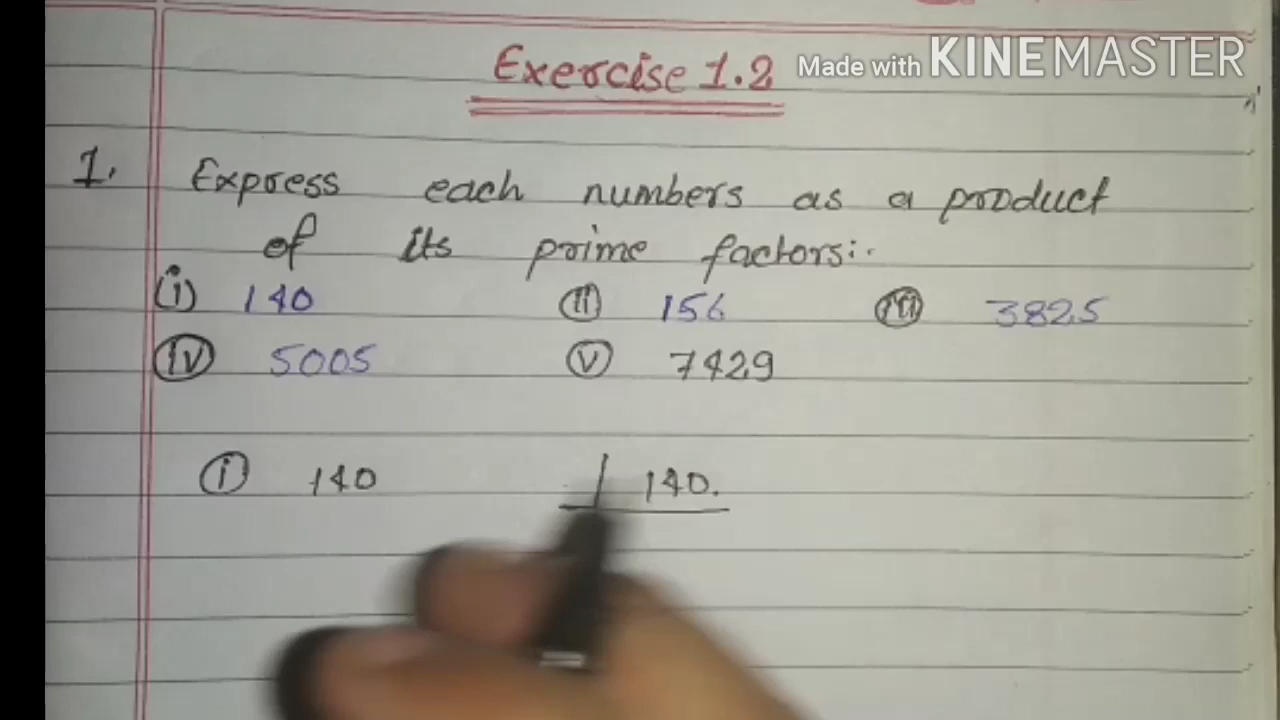 Made with KINEMASTER
Exercise 1.2
1. Express each numbers as a product
of its prime factors:-
(i) 140 (ii) 156 (iii) 3825
(iv) 5005 (v) 7429
(i) 140 140.